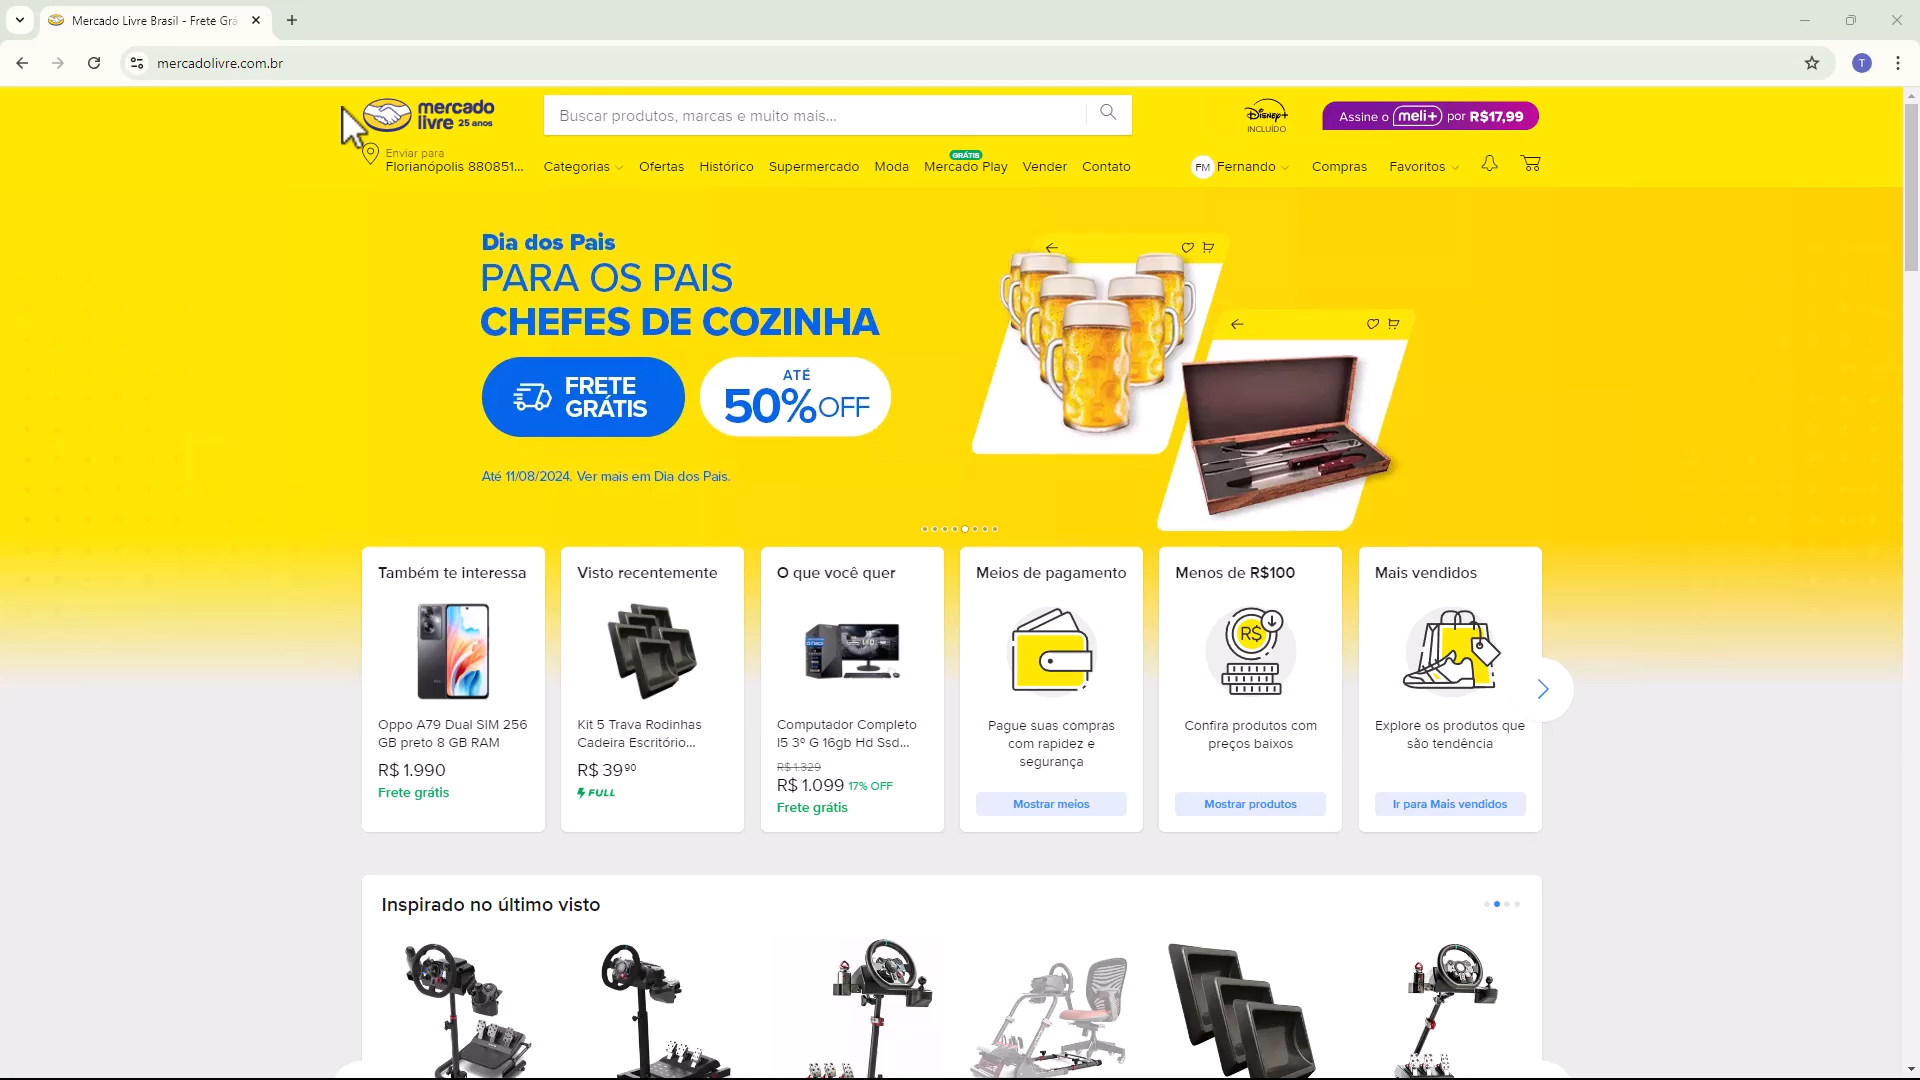 Mercado Livre Brasil - Frete Grá
mercadolivre.com.br
mercado
livre 25 anos
Buscar produtos, marcas e muito mais...
Disney+
INCLUÍDO
Assine o meli+ por R$17,99
Enviar para
Florianópolis 880851...
Categorias
Ofertas
Histórico
Supermercado
Moda
GRÁTIS
Mercado Play
Vender
Contato
FM Fernando
Compras
Favoritos
T
Dia dos Pais
PARA OS PAIS
CHEFES DE COZINHA
FRETE
GRÁTIS
ATÉ
50% OFF
Até 11/08/2024. Ver mais em Dia dos Pais.
Também te interessa
Oppo A79 Dual SIM 256
GB preto 8 GB RAM
R$ 1.990
Frete grátis
Visto recentemente
Kit 5 Trava Rodinhas
Cadeira Escritório...
R$ 39 90
FULL
O que você quer
Computador Completo
I5 3º G 16gb Hd Ssd...
R$ 1.329
R$ 1.099 17% OFF
Frete grátis
Meios de pagamento
Pague suas compras
com rapidez e
segurança
Mostrar meios
Menos de R$100
R$
Confira produtos com
preços baixos
Mostrar produtos
Mais vendidos
Explore os produtos que
são tendência
Ir para Mais vendidos
Inspirado no último visto